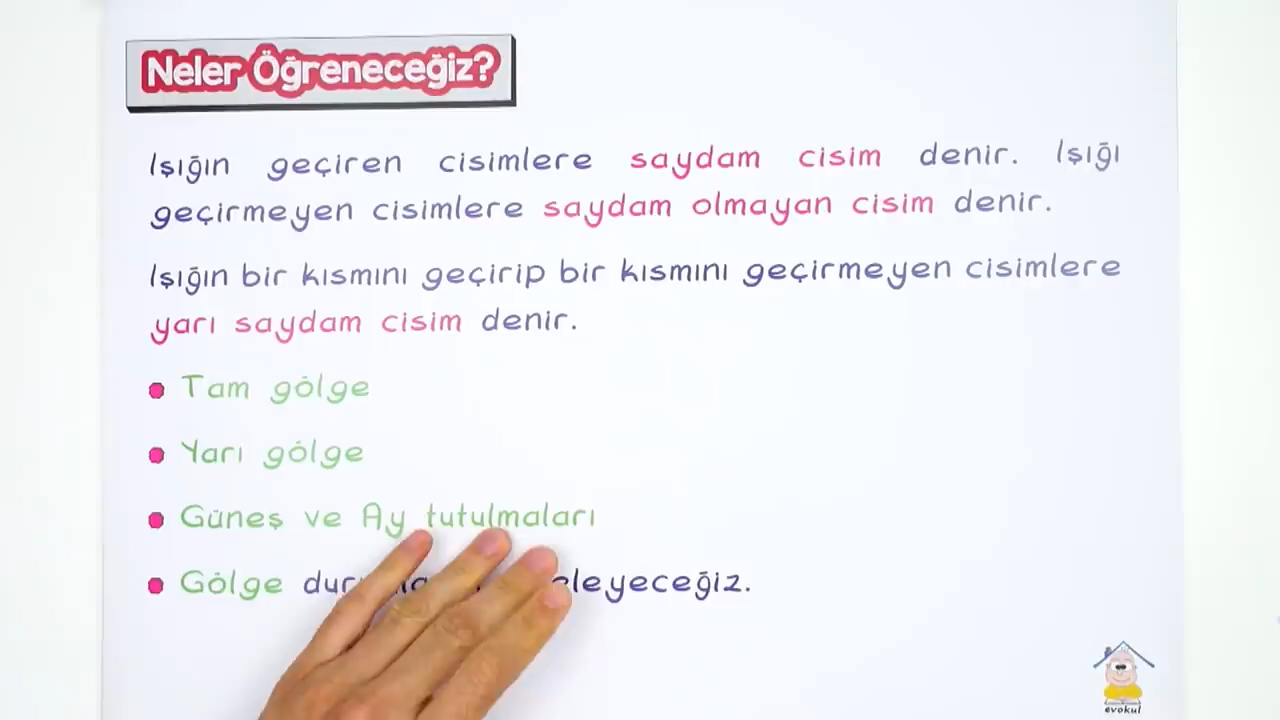 Neler Öğreneceğiz?
Işığın geçiren cisimlere saydam cisim denir. Işığı
geçirmeyen cisimlere saydam olmayan cisim denir.
Işığın bir kısmını geçirip bir kısmını geçirmeyen cisimlere
yarı saydam cisim denir.
Tam gölge
Yarı gölge
Güneş ve Ay tutulmaları
Gölge
evokul